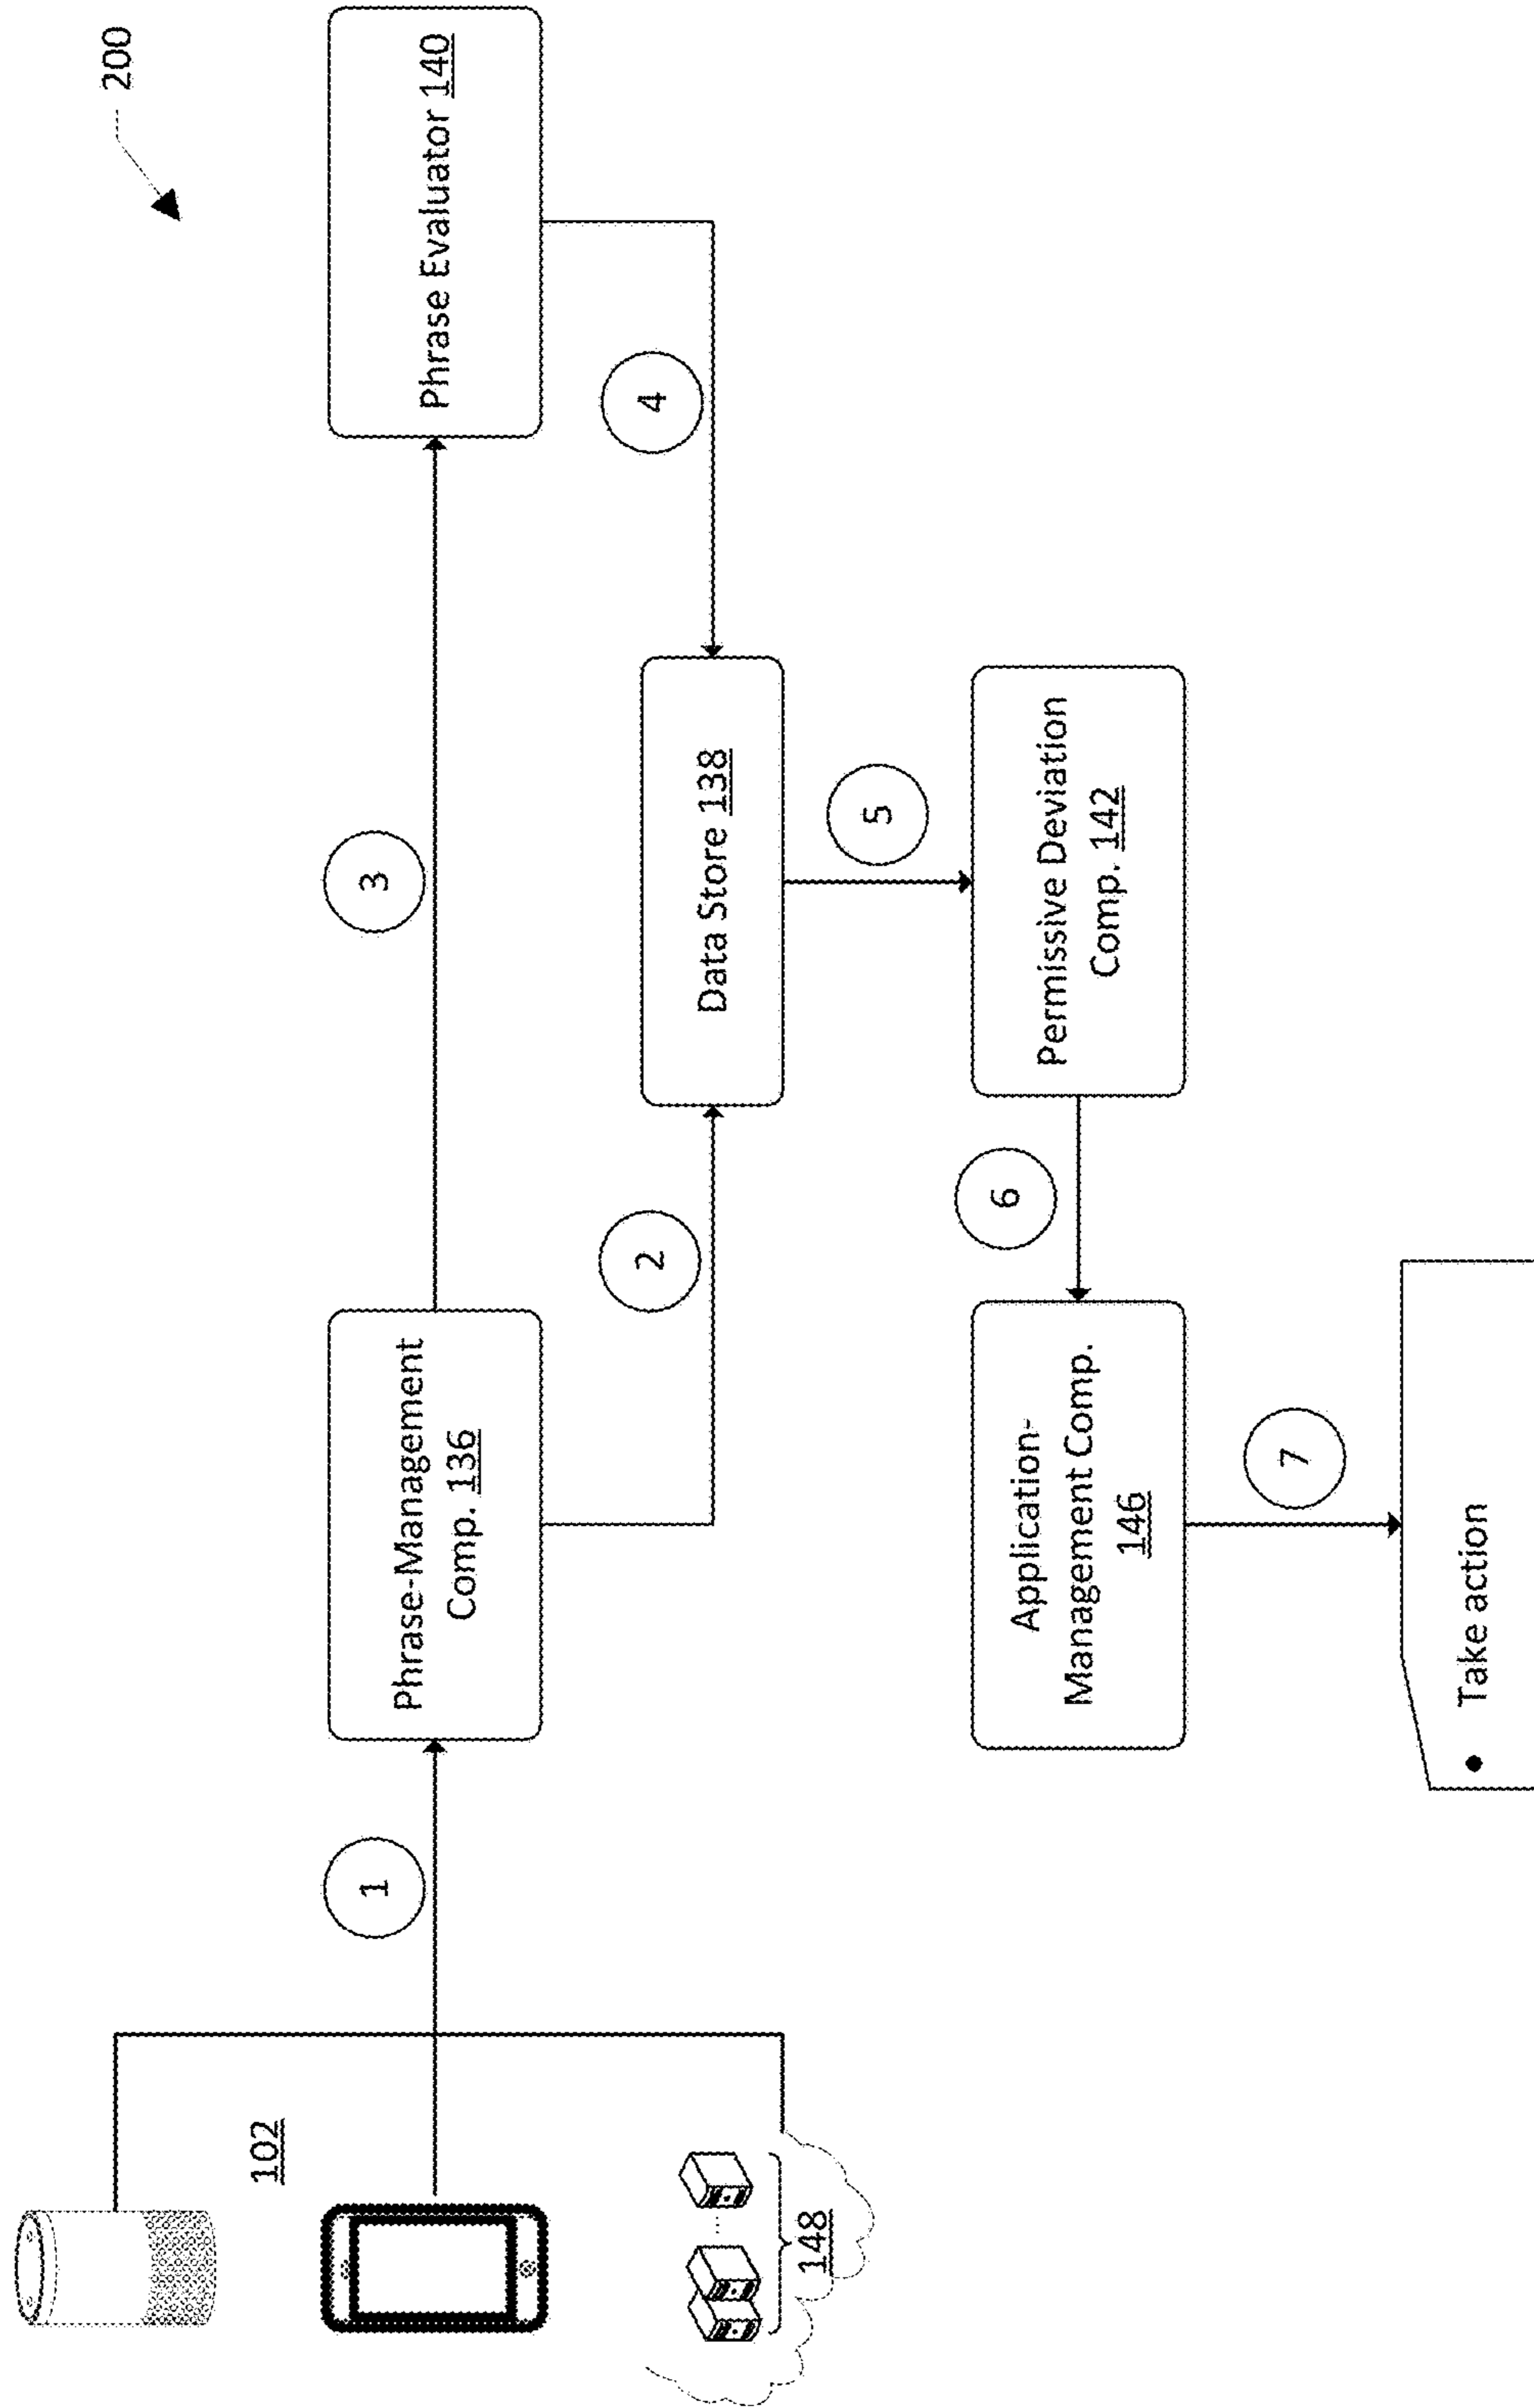 200
102
148
1
Phrase-Management
Comp. 136
3
Phrase Evaluator 140
2
4
Data Store 138
5
Permissive Deviation
Comp. 142
6
Application-
Management Comp.
146
7
• Take action